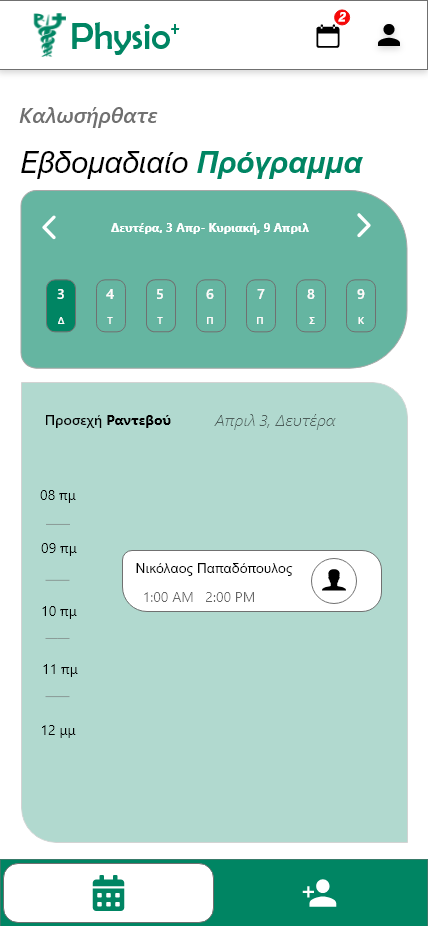 Physio+
2
Καλωσήρθατε
Εβδομαδιαίο Πρόγραμμα
Δευτέρα, 3 Απρ- Κυριακή, 9 Απριλ
3 4 5 6 7 8 9
Δ Τ Τ Π Π Σ Κ
Προσεχή Ραντεβού Απριλ 3, Δευτέρα
08 πμ
09 πμ
Νικόλαος Παπαδόπουλος
1:00 AM 2:00 PM
10 πμ
11 πμ
12 μμ